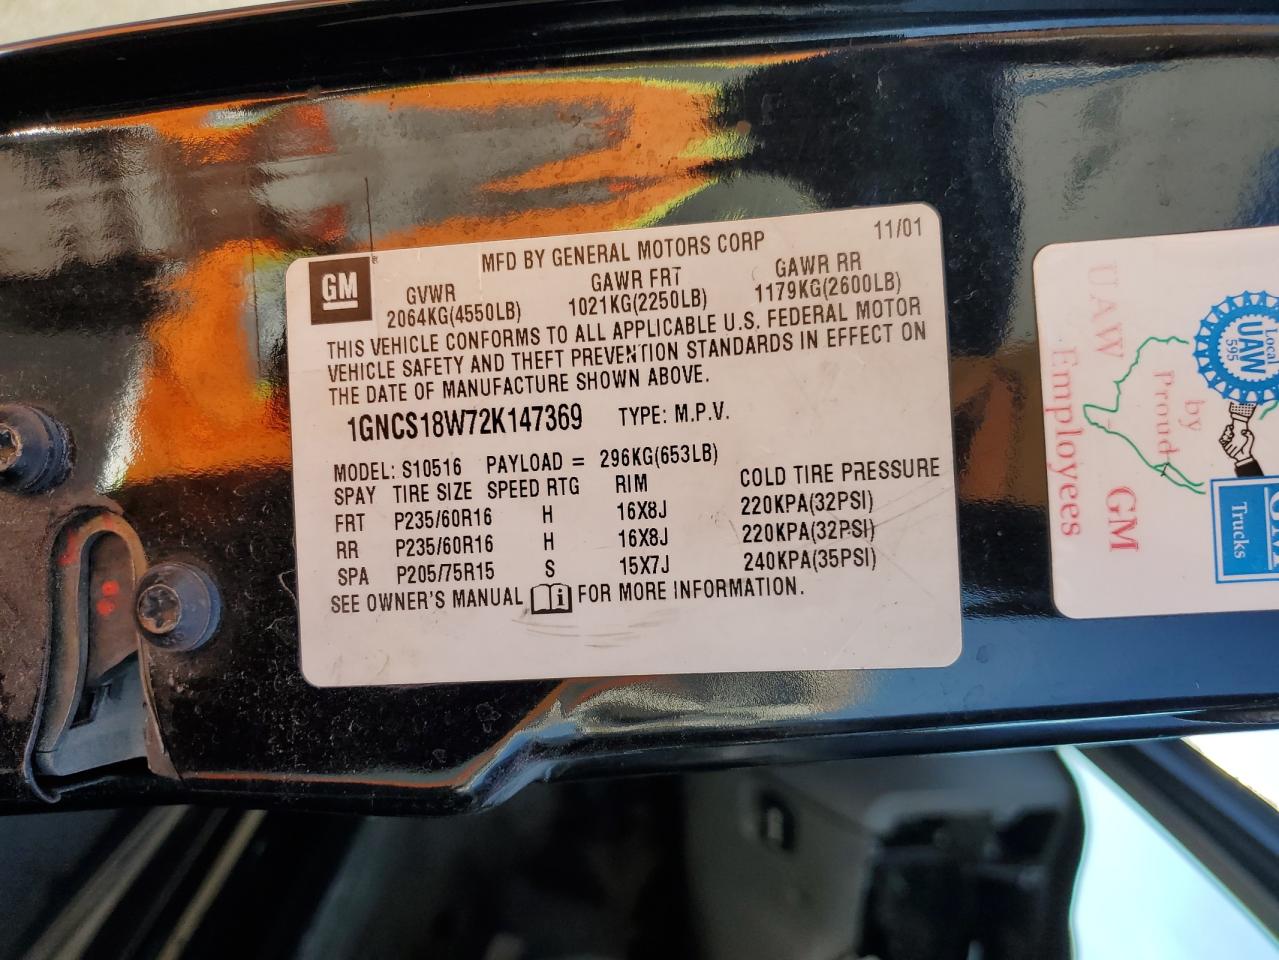 GM
MFD BY GENERAL MOTORS CORP 11/01
GVWR GAWR FRT GAWR RR
2064KG(4550LB) 1021KG(2250LB) 1179KG(2600LB)
THIS VEHICLE CONFORMS TO ALL APPLICABLE U.S. FEDERAL MOTOR
VEHICLE SAFETY AND THEFT PREVENTION STANDARDS IN EFFECT ON
THE DATE OF MANUFACTURE SHOWN ABOVE.
1GNCS18W72K147369 TYPE: M.P.V.
MODEL: S10516 PAYLOAD = 296KG(653LB)
SPAY TIRE SIZE SPEED RTG RIM COLD TIRE PRESSURE
FRT P235/60R16 H 16X8J 220KPA(32PSI)
RR P235/60R16 H 16X8J 220KPA(32PSI)
SPA P205/75R15 S 15X7J 240KPA(35PSI)
SEE OWNER'S MANUAL i FOR MORE INFORMATION.
Proud
by
UAW GM
Employees
Local
UAW
595
Trucks